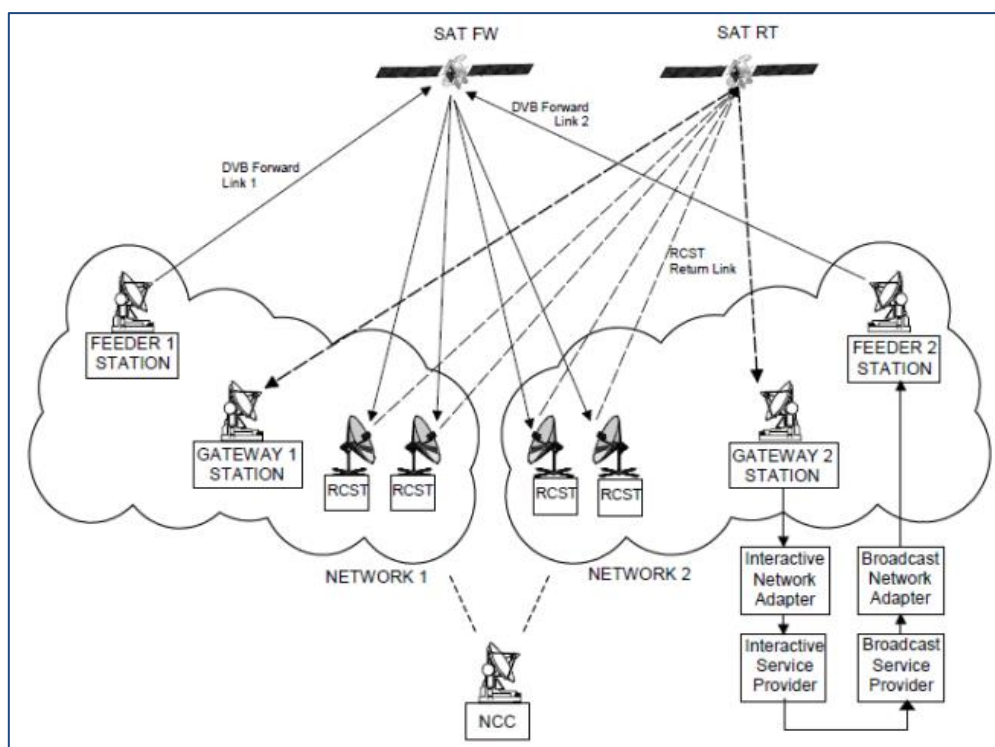 SAT FW
SAT RT
DVB Forward
Link 1
DVB Forward
Link 2
RCST
Return Link
FEEDER 1
STATION
FEEDER 2
STATION
GATEWAY 1
STATION
RCST
RCST
RCST
RCST
GATEWAY 2
STATION
NETWORK 1
NETWORK 2
Interactive
Network
Adapter
Broadcast
Network
Adapter
Interactive
Service
Provider
Broadcast
Service
Provider
NCC